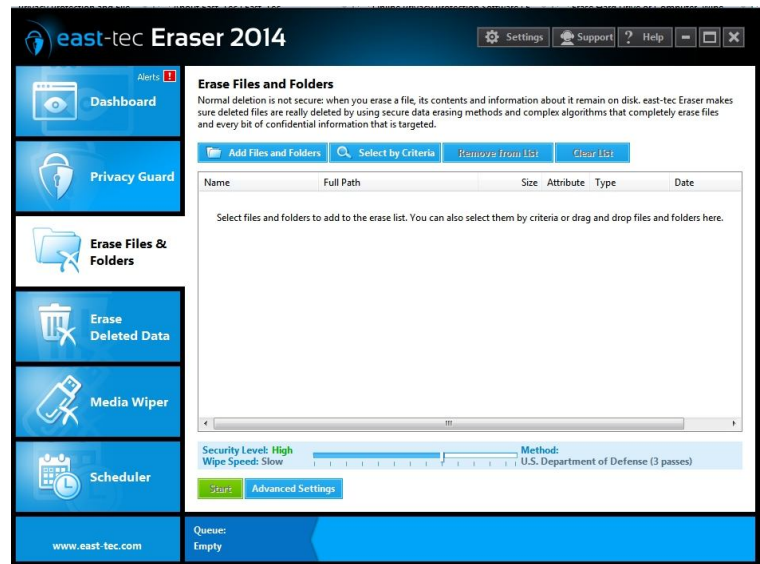 east-tec Eraser 2014
Settings
Support
? Help
Alerts !
Dashboard
Privacy Guard
Erase Files &
Folders
Erase
Deleted Data
Media Wiper
Scheduler
www.east-tec.com
Erase Files and Folders
Normal deletion is not secure: when you erase a file, its contents and information about it remain on disk. east-tec Eraser makes
sure deleted files are really deleted by using secure data erasing methods and complex algorithms that completely erase files
and every bit of confidential information that is targeted.
Add Files and Folders
Select by Criteria
Remove from List
Clear List
Name Full Path Size Attribute Type Date
Select files and folders to add to the erase list. You can also select them by criteria or drag and drop files and folders here.
Security Level: High
Wipe Speed: Slow
Method:
U.S. Department of Defense (3 passes)
Start
Advanced Settings
Queue:
Empty